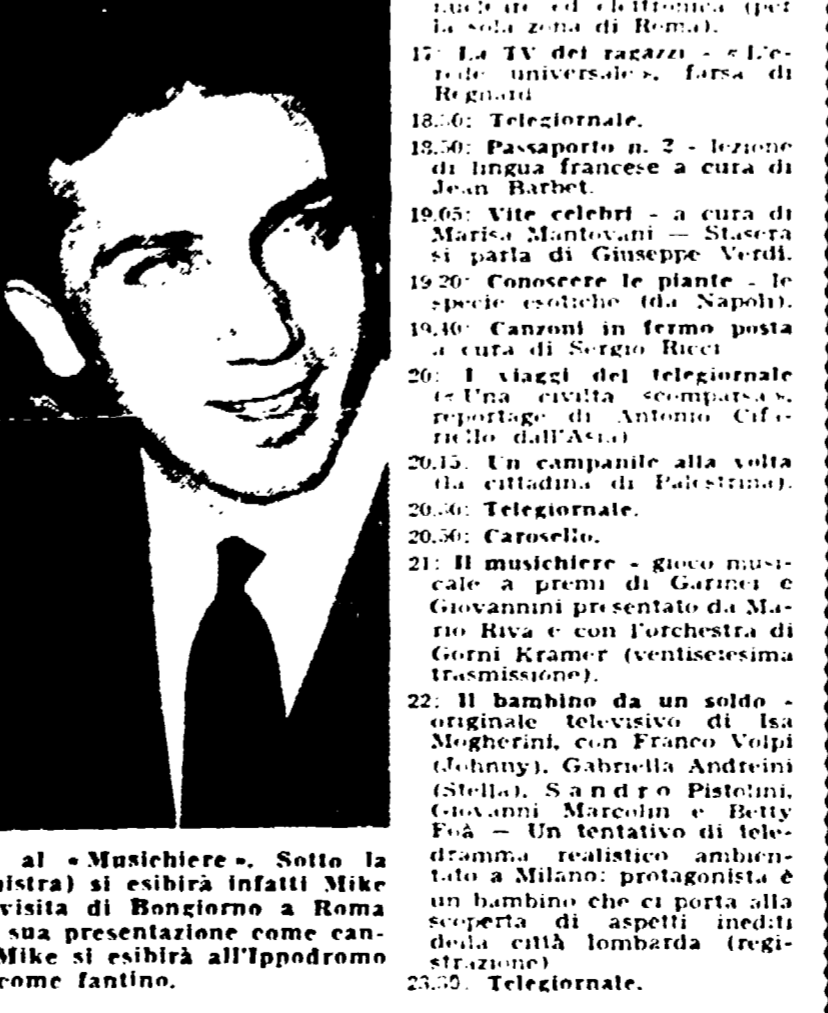 al «Musichiere». Sotto la
nistra) si esibirà infatti Mike
visita di Bongiorno a Roma
sua presentazione come can-
Mike si esibirà all'Ippodromo
come fantino.
nucleare ed elettronica (per
la sola zona di Roma).
17: La TV dei ragazzi - «L'e-
rede universale», farsa di
Regnard
18.30: Telegiornale.
18.50: Passaporto n. 2 - lezione
di lingua francese a cura di
Jean Barbet.
19.05: Vite celebri - a cura di
Marisa Mantovani — Stasera
si parla di Giuseppe Verdi.
19.20: Conoscere le piante - le
specie esotiche (da Napoli).
19.40: Canzoni in fermo posta
a cura di Sergio Ricci
20: I viaggi del telegiornale
(«Una civiltà scomparsa»,
reportage di Antonio Cifa-
riello dall'Asia)
20.15: Un campanile alla volta
(la cittadina di Palestrina).
20.30: Telegiornale.
20.50: Carosello.
21: Il musichiere - gioco musi-
cale a premi di Garinei e
Giovannini presentato da Ma-
rio Riva e con l'orchestra di
Gorni Kramer (ventisetesima
trasmissione).
22: Il bambino da un soldo -
originale televisivo di Isa
Mogherini, con Franco Volpi
(Johnny), Gabriella Andreini
(Stella), Sandro Pistolini,
Giovanni Marcolin e Betty
Foà — Un tentativo di tele-
dramma realistico ambien-
tato a Milano: protagonista è
un bambino che ci porta alla
scoperta di aspetti inediti
della città lombarda (regi-
strazione)
23.30: Telegiornale.